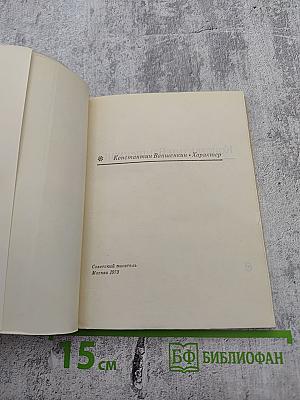 Константин Ваншенкин • Характер
Советский писатель
Москва 1973
15 см
БФ БИБЛИОФАН